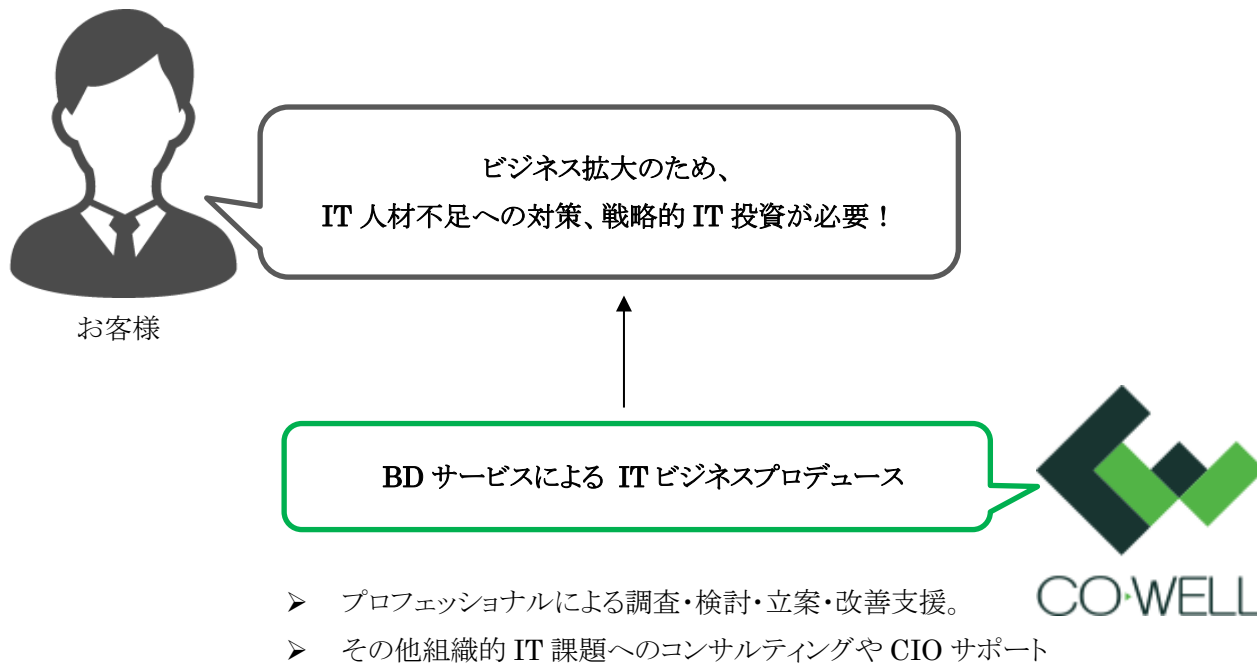 ビジネス拡大のため、
IT 人材不足への対策、戦略的 IT 投資が必要！
お客様
BD サービスによる IT ビジネスプロデュース
CO▸WELL
➢ プロフェッショナルによる調査・検討・立案・改善支援。
➢ その他組織的 IT 課題へのコンサルティングや CIO サポート